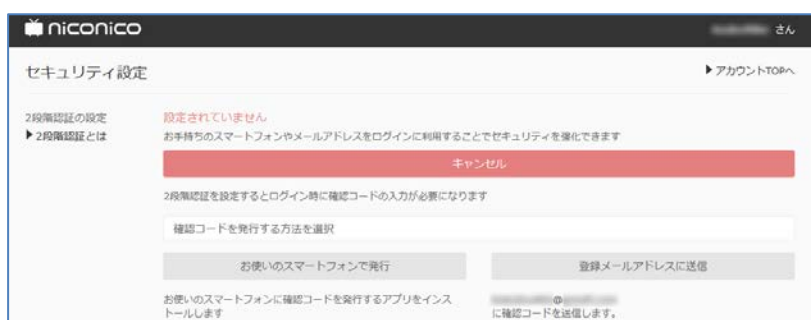 niconico
さん
セキュリティ設定
▶アカウントTOPへ
2段階認証の設定
▶2段階認証とは
設定されていません
お手持ちのスマートフォンやメールアドレスをログインに利用することでセキュリティを強化できます
キャンセル
2段階認証を設定するとログイン時に確認コードの入力が必要になります
確認コードを発行する方法を選択
お使いのスマートフォンで発行
登録メールアドレスに送信
お使いのスマートフォンに確認コードを発行するアプリをインス
トールします
@
に確認コードを送信します。